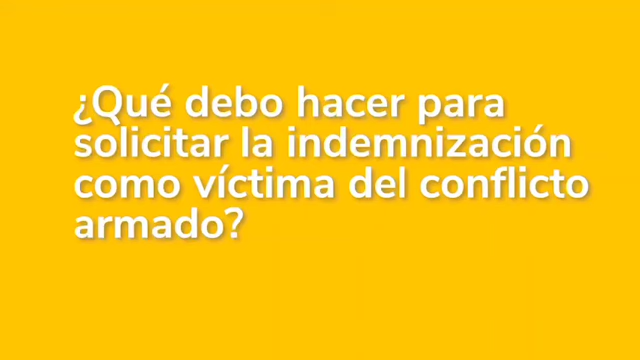 ¿Qué debo hacer para
solicitar la indemnización
como víctima del conflicto
armado?